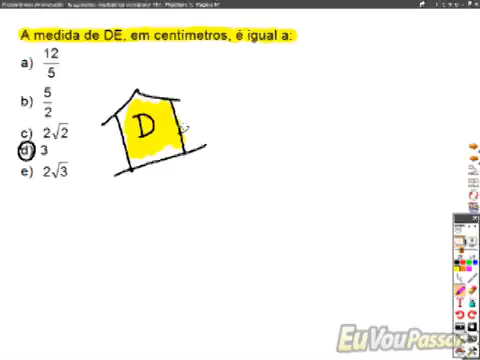 A medida de DE, em centímetros, é igual a:
a) 12/5
b) 5/2
c) 2√2
d) 3
e) 2√3
D
EuVouPassar